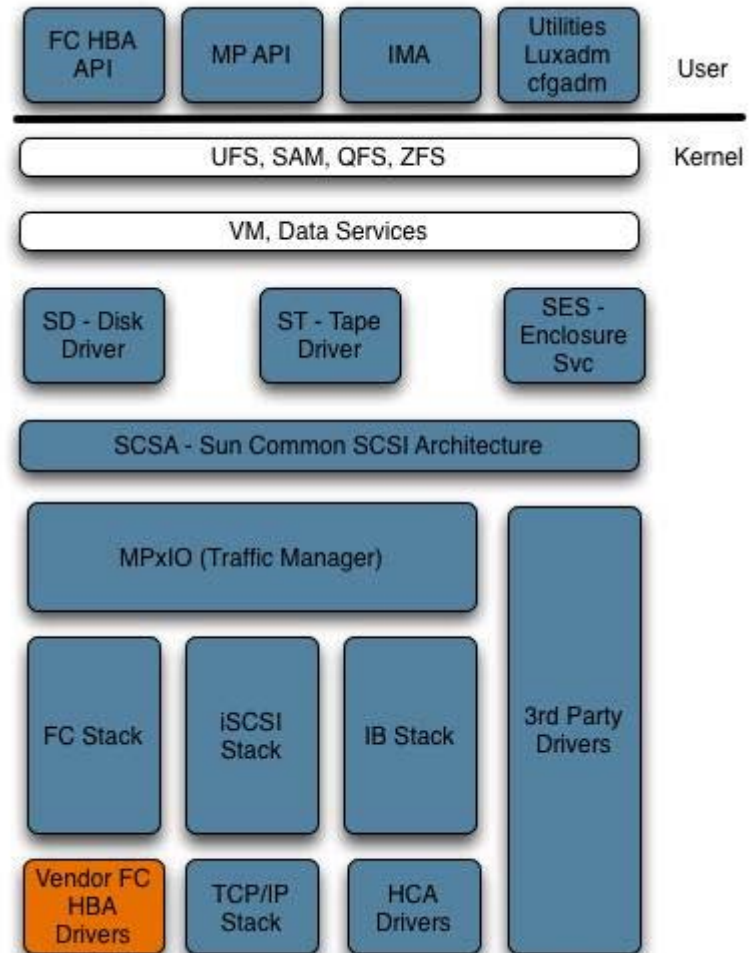 FC HBA
API
MP API
IMA
Utilities
Luxadm
cfgadm
User
UFS, SAM, QFS, ZFS
Kernel
VM, Data Services
SD - Disk
Driver
ST - Tape
Driver
SES -
Enclosure
Svc
SCSA - Sun Common SCSI Architecture
MPxIO (Traffic Manager)
FC Stack
iSCSI
Stack
IB Stack
3rd Party
Drivers
Vendor FC
HBA
Drivers
TCP/IP
Stack
HCA
Drivers